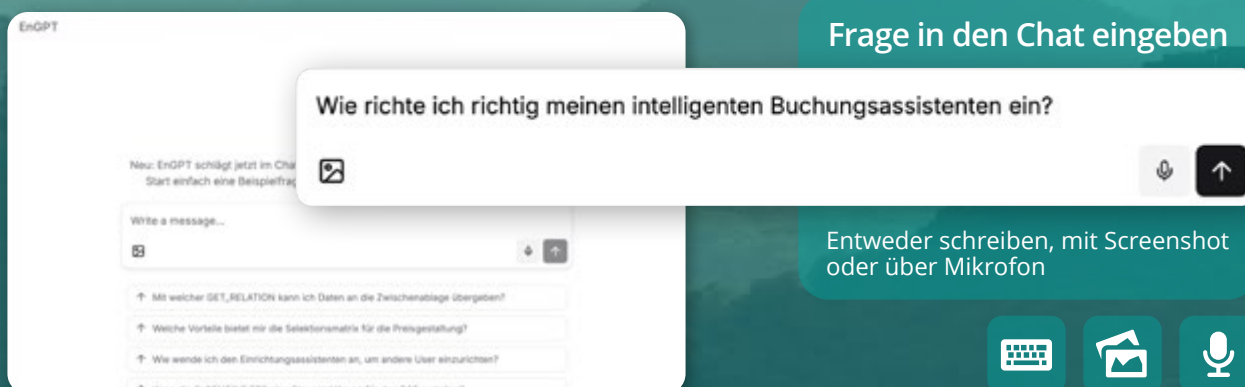 EnGPT
Frage in den Chat eingeben
Wie richte ich richtig meinen intelligenten Buchungsassistenten ein?
Neu: EnGPT schlägt jetzt im Cha
Start einfach eine Beispielfrag
Write a message...
Entweder schreiben, mit Screenshot
oder über Mikrofon
Mit welcher GET_RELATION kann ich Daten an die Zwischenablage übergeben?
Welche Vorteile bietet mir die Selektionsmatrix für die Preisgestaltung?
Wie wende ich den Einrichtungsassistenten an, um andere User einzurichten?